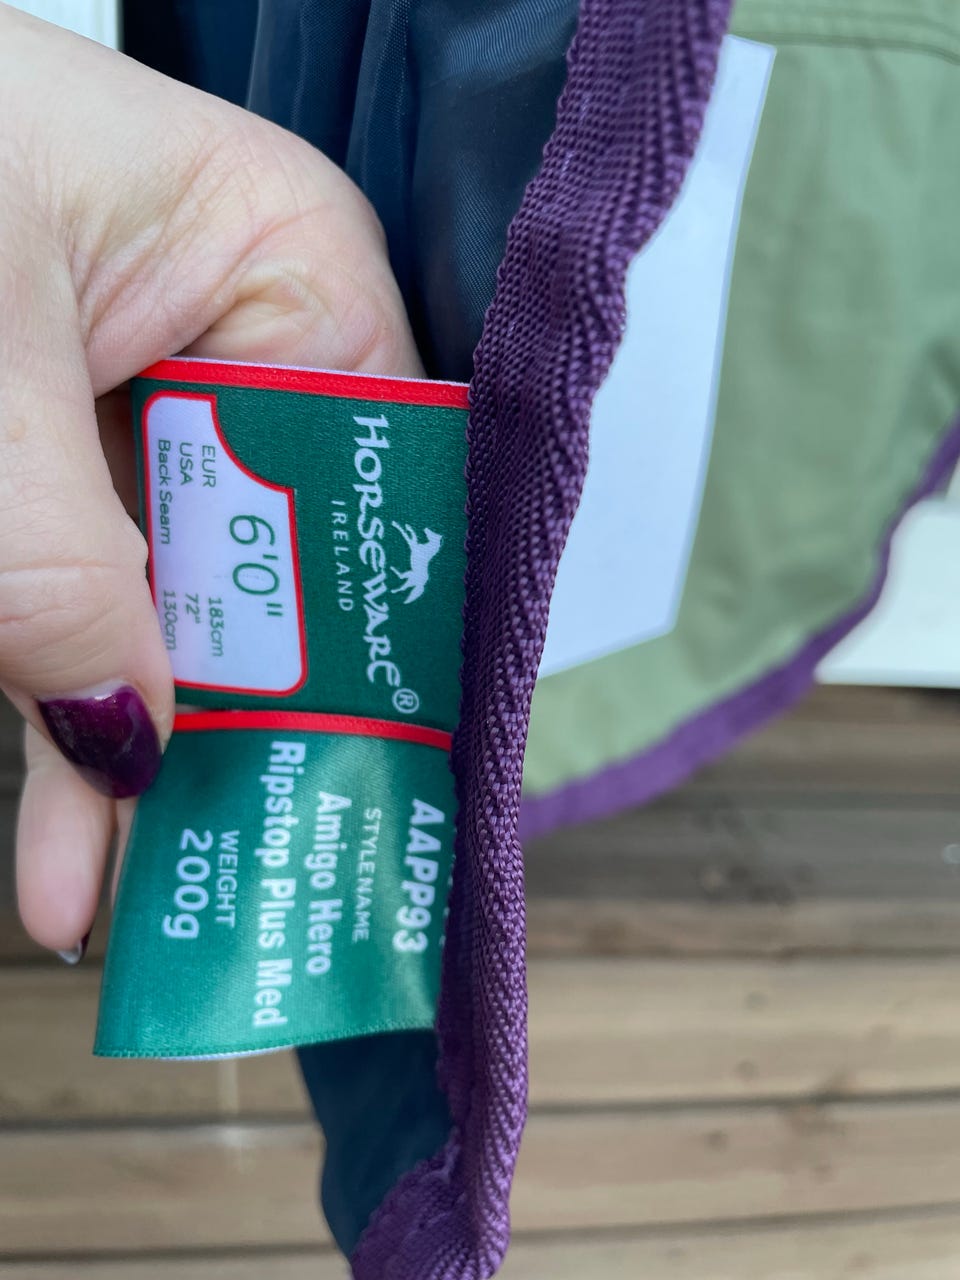 HORSEWARE®
IRELAND
6'0"
EUR 183cm
USA 72"
Back Seam 130cm
AAPP93
STYLE NAME
Amigo Hero
Ripstop Plus Med
WEIGHT
200g